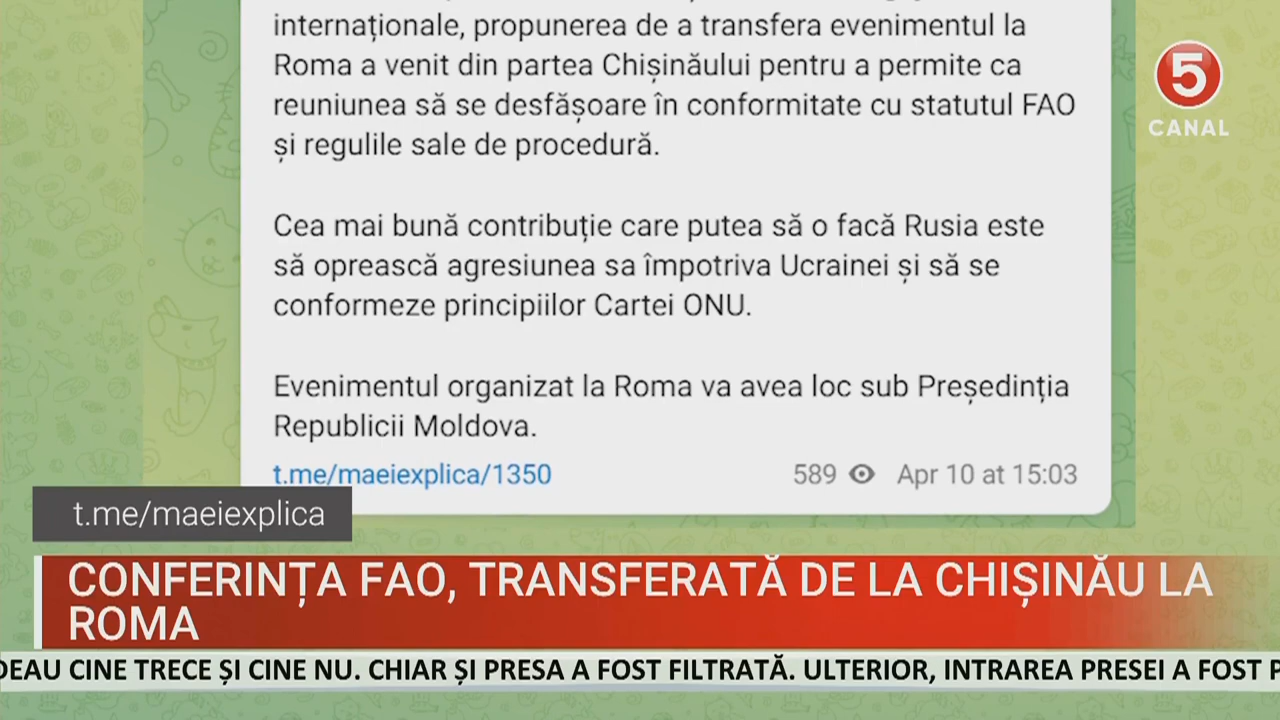 internaționale, propunerea de a transfera evenimentul la
Roma a venit din partea Chișinăului pentru a permite ca
reuniunea să se desfășoare în conformitate cu statutul FAO
și regulile sale de procedură.
Cea mai bună contribuție care putea să o facă Rusia este
să oprească agresiunea sa împotriva Ucrainei și să se
conformeze principiilor Cartei ONU.
Evenimentul organizat la Roma va avea loc sub Președinția
Republicii Moldova.
t.me/maeiexplica/1350 589 Apr 10 at 15:03
5
CANAL
t.me/maeiexplica
CONFERINȚA FAO, TRANSFERATĂ DE LA CHIȘINĂU LA
ROMA
CINE TRECE ȘI CINE NU. CHIAR ȘI PRESA A FOST FILTRATĂ. ULTERIOR, INTRAREA PRESEI A FOST